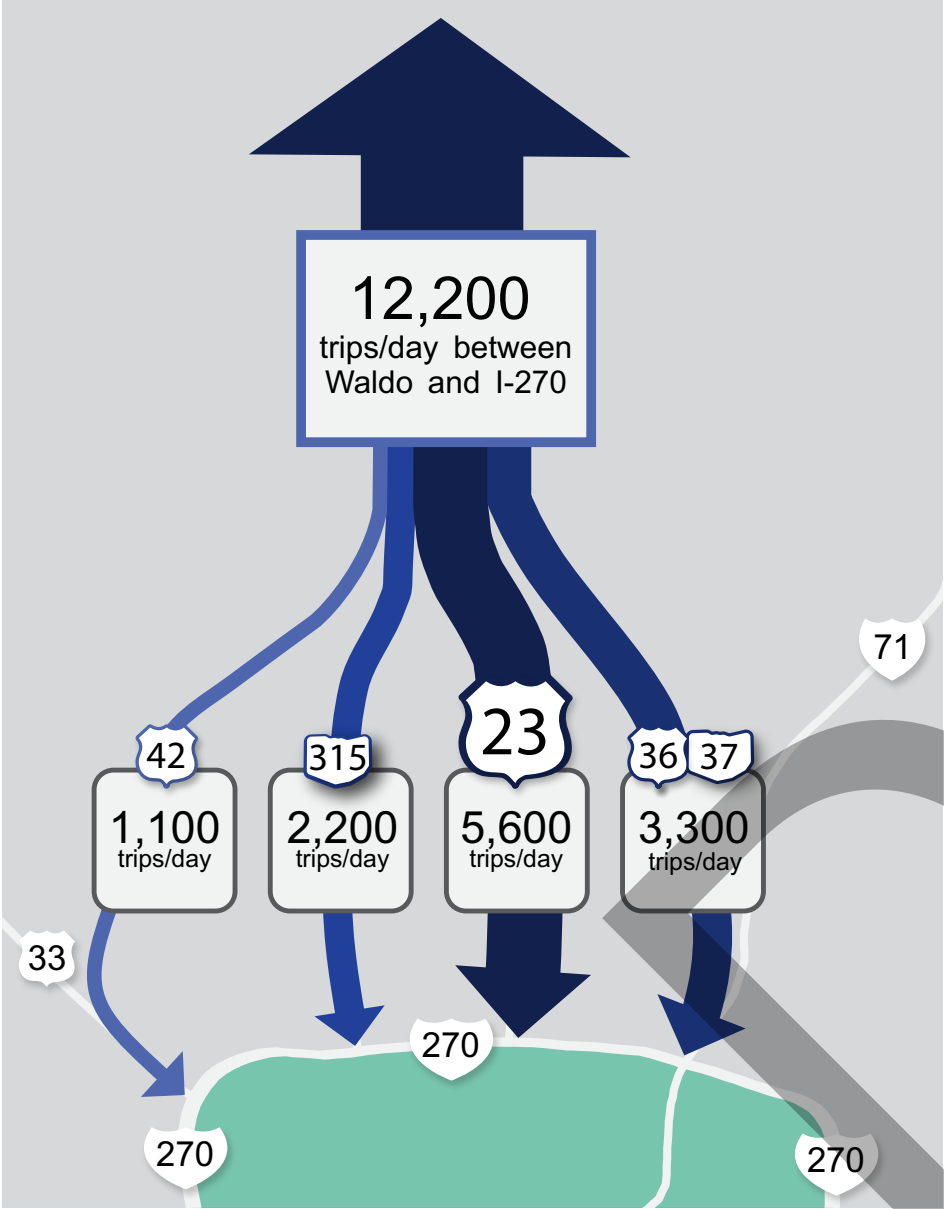 12,200
trips/day between
Waldo and I-270
71
42
315
23
36
37
1,100
trips/day
2,200
trips/day
5,600
trips/day
3,300
trips/day
33
270
270
270